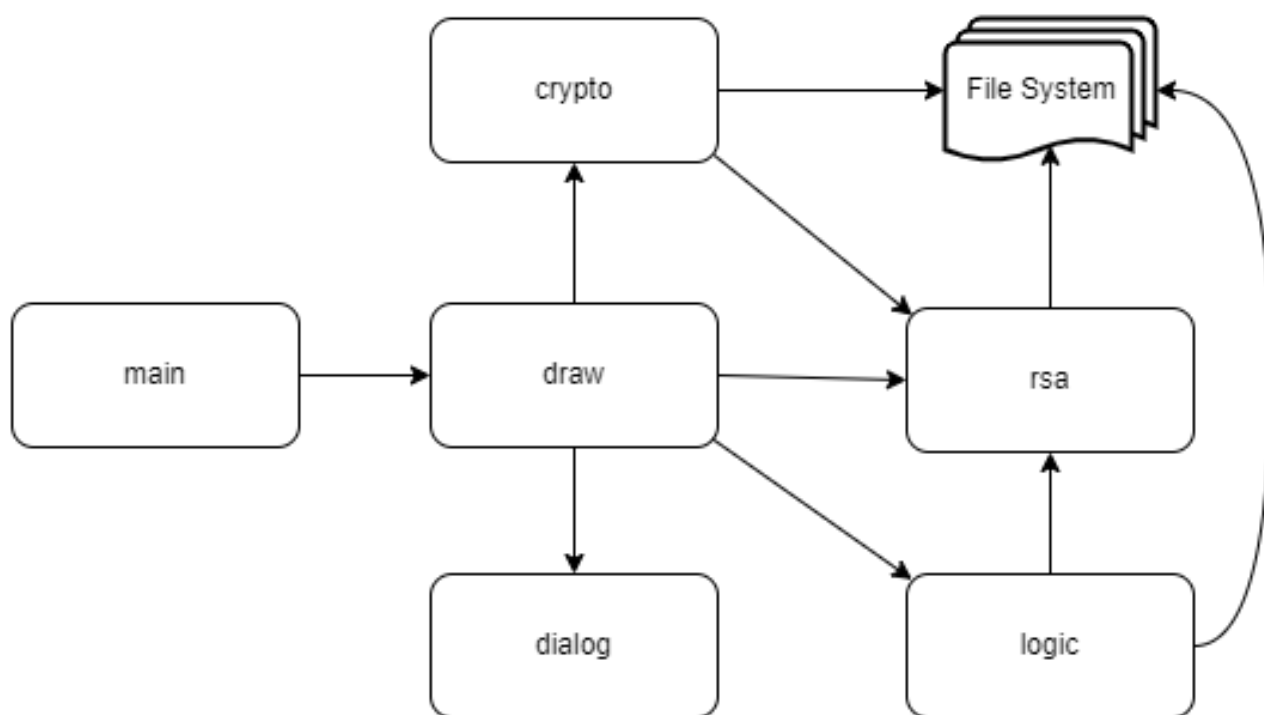 crypto
File System
main
draw
rsa
dialog
logic